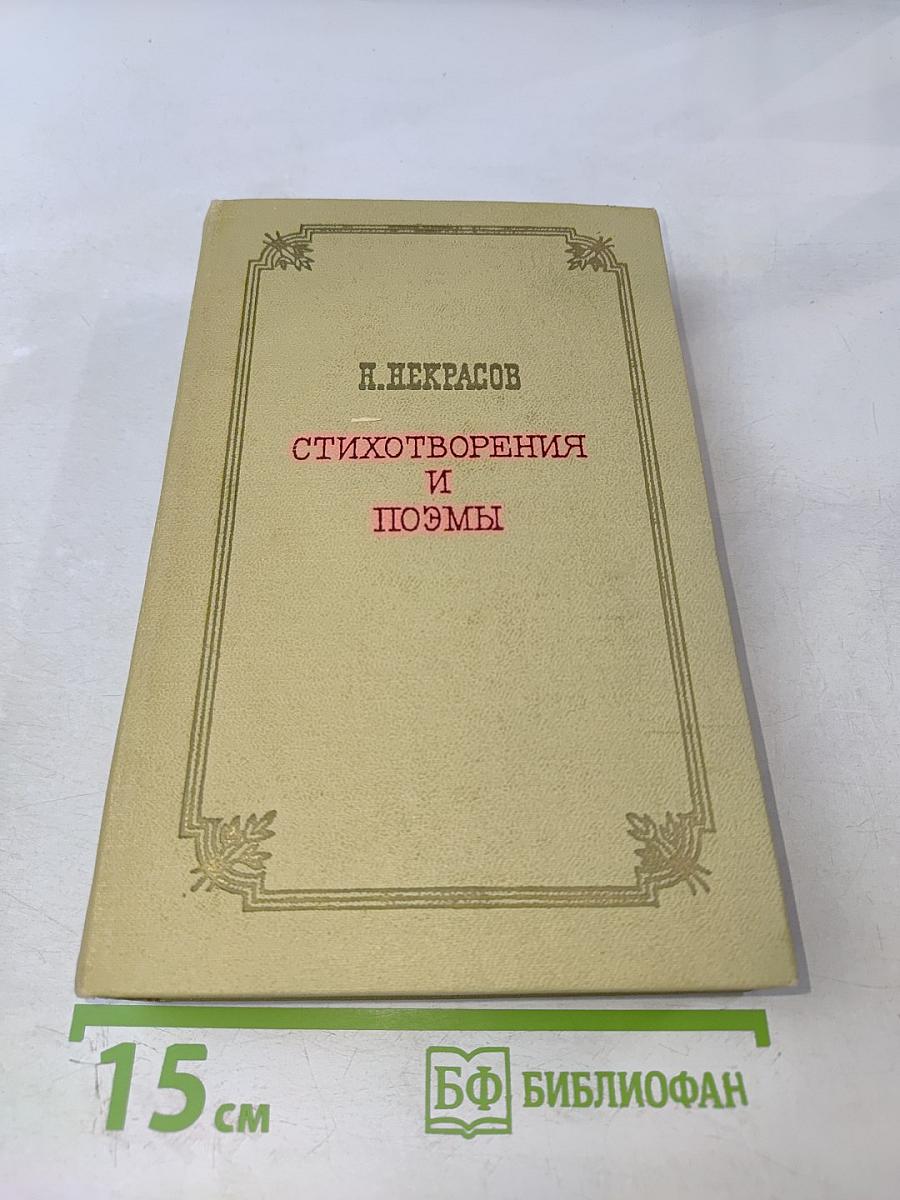 Н.НЕКРАСОВ
СТИХОТВОРЕНИЯ
И
ПОЭМЫ
15 см
БФ БИБЛИОФАН